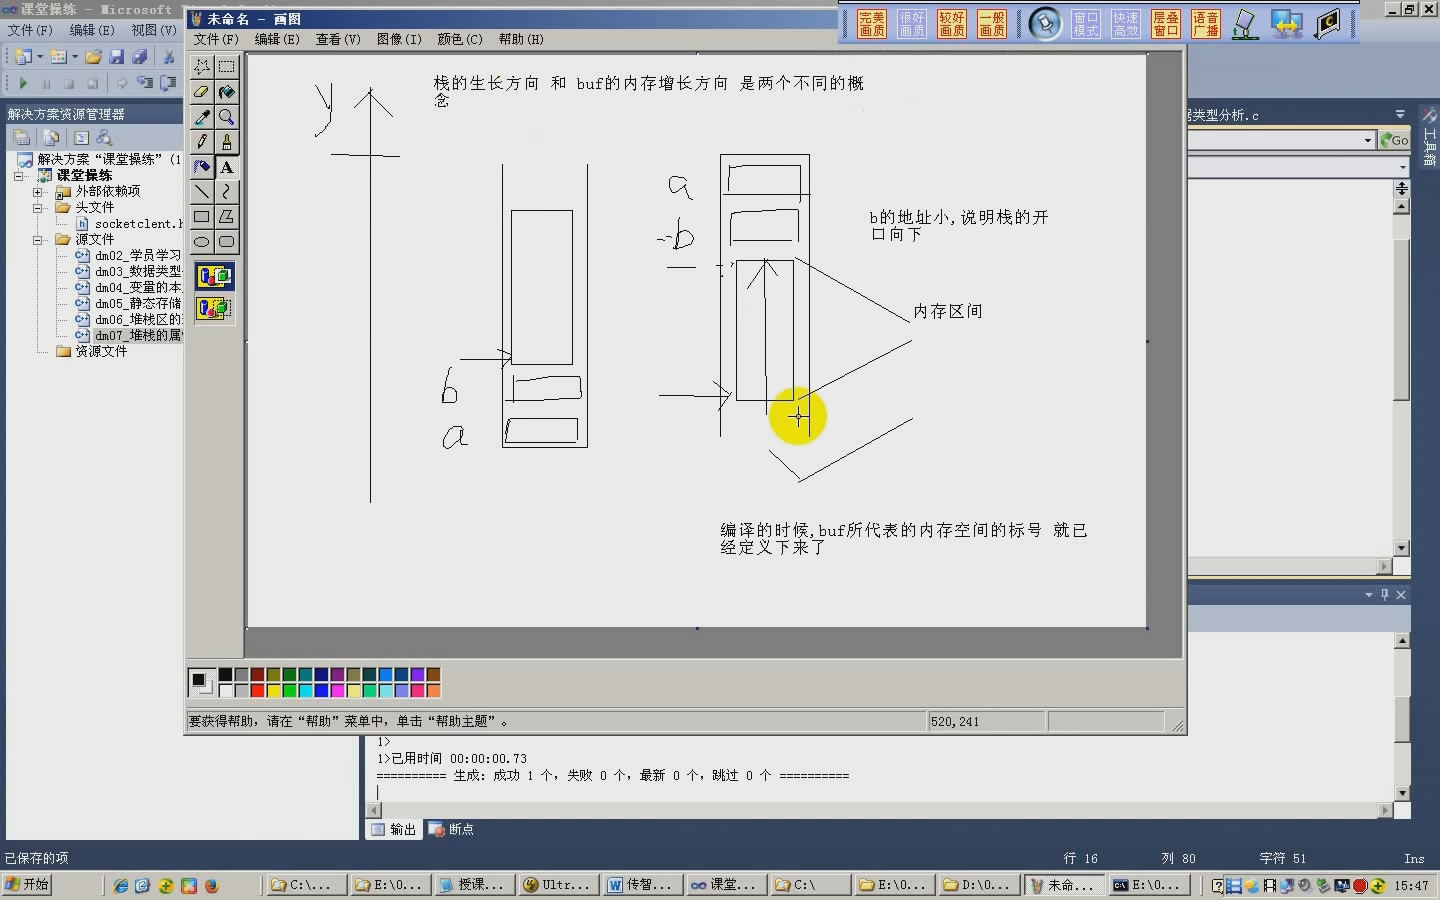 课堂操练 - Microsoft
文件(F) 编辑(E) 视图(V)
未命名 - 画图
文件(F) 编辑(E) 查看(V) 图像(I) 颜色(C) 帮助(H)
完美画质 很好画质 较好画质 一般画质 窗口模式 快速高效 层叠窗口 语音广播
解决方案资源管理器
解决方案“课堂操练”(1
课堂操练
外部依赖项
头文件
socketclent.h
源文件
dm02_学员学习
dm03_数据类型
dm04_变量的本
dm05_静态存储
dm06_堆栈区的
dm07_堆栈的属
资源文件
类型分析.c
Go
工具箱
y
栈的生长方向 和 buf的内存增长方向 是两个不同的概
念
a
b
b的地址小,说明栈的开
口向下
内存区间
b
a
编译的时候,buf所代表的内存空间的标号 就已
经定义下来了
A
要获得帮助，请在“帮助”菜单中，单击“帮助主题”。
520,241
1>
1>已用时间 00:00:00.73
========== 生成: 成功 1 个，失败 0 个，最新 0 个，跳过 0 个 ==========
输出 断点
已保存的项 行 16 列 80 字符 51 Ins
开始 C:\... E:\0... 授课... Ultr... 传智... 课堂... C:\ E:\0... D:\0... 未命... E:\0... 15:47